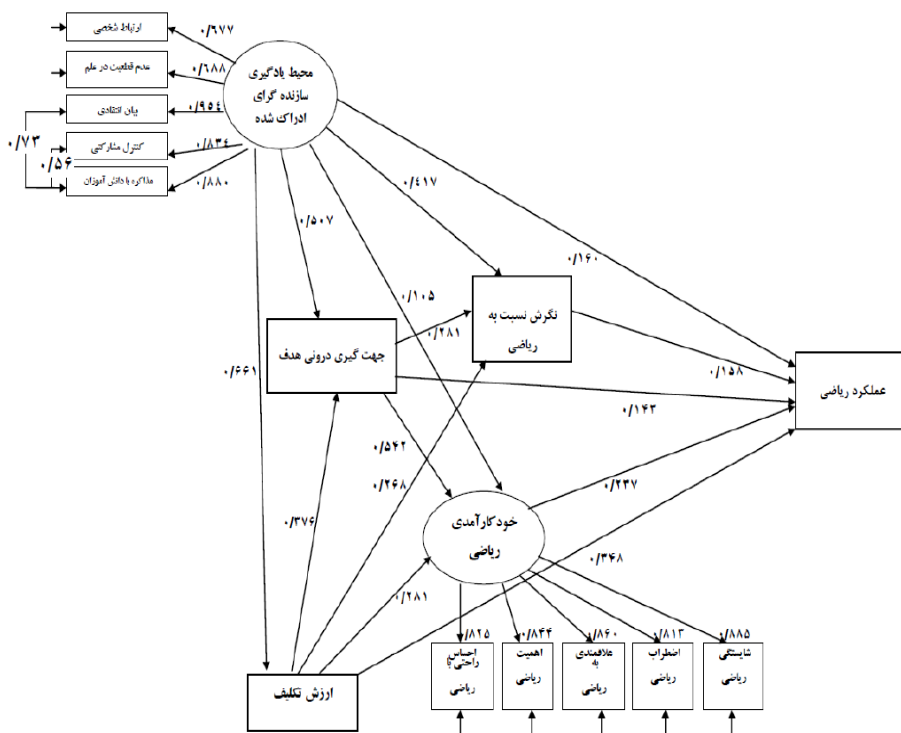 ارتباط شخصی
۰/۶۷۷
عدم قطعیت در علم
۰/۶۸۸
بیان انتقادی
۰/۹۵٤
کنترل مشارکتی
۰/۸۳٤
مذاکره با دانش آموزان
۰/۸۸۰
۰/۷۳
۰/۵۶
محیط یادگیری
سازنده گرای
ادراک شده
۰/٤۱۷
۰/۵۰۷
۰/۱۶۰
۰/۱۰۵
نگرش نسبت به
ریاضی
۰/۲۸۱
جهت گیری درونی هدف
۰/۶۶۱
۰/۱۵۸
عملکرد ریاضی
۰/۱۴۳
۰/۵۴۲
۰/۲۶۸
۰/۲۳۷
خودکارآمدی
ریاضی
۰/۳۷۶
۰/۳۴۸
۰/۲۸۱
۰/۸۲۵
۰/۸۴۴
۰/۸۶۰
۰/۸۱۳
۰/۸۸۵
احساس
راحتی با
ریاضی
اهمیت
ریاضی
علاقمندی
به
ریاضی
اضطراب
ریاضی
شایستگی
ریاضی
ارزش تکلیف